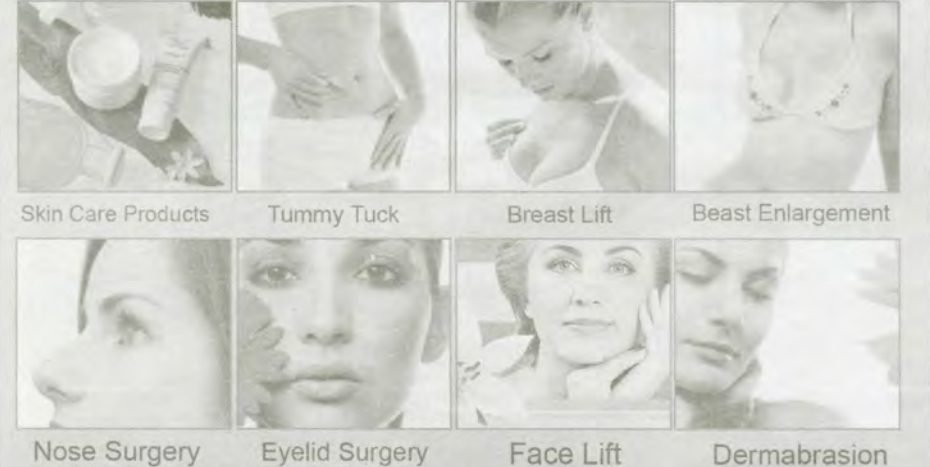 Skin Care Products
Tummy Tuck
Breast Lift
Beast Enlargement
Nose Surgery
Eyelid Surgery
Face Lift
Dermabrasion